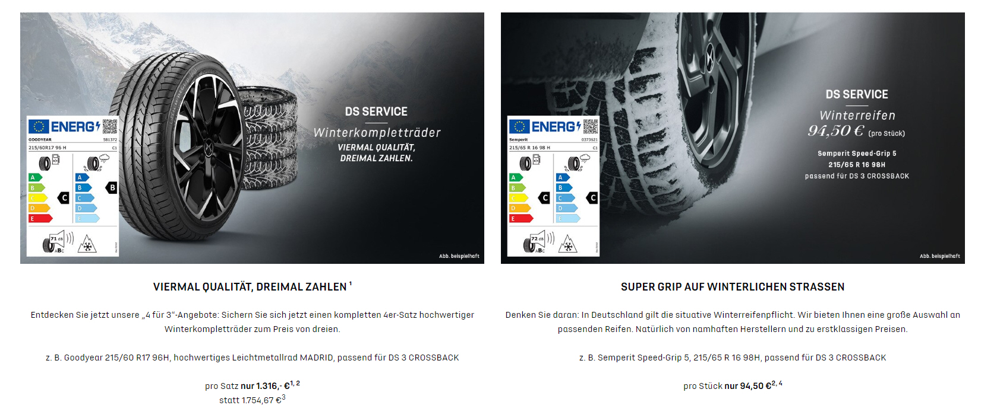 DS SERVICE
Winterkompletträder
VIERMAL QUALITÄT,
DREIMAL ZAHLEN.
ENERG
GOODYEAR 581372
215/60R17 96 H C1
A A
B B B
C C C
D D
E E
71 dB
ABC
Abb. beispielhaft
VIERMAL QUALITÄT, DREIMAL ZAHLEN ¹
Entdecken Sie jetzt unsere „4 für 3“-Angebote: Sichern Sie sich jetzt einen kompletten 4er-Satz hochwertiger
Winterkompletträder zum Preis von dreien.
z. B. Goodyear 215/60 R17 96H, hochwertiges Leichtmetallrad MADRID, passend für DS 3 CROSSBACK
pro Satz nur 1.316,- €¹, ²
statt 1.754,67 €³
DS SERVICE
Winterreifen
94,50 € (pro Stück)
Semperit Speed-Grip 5
215/65 R 16 98H
passend für DS 3 CROSSBACK
ENERG
Semperit 0373621
215/65 R 16 98 H C1
A A
B B
C C C C
D D
E E
72 dB
ABC
Abb. beispielhaft
SUPER GRIP AUF WINTERLICHEN STRASSEN
Denken Sie daran: In Deutschland gilt die situative Winterreifenpflicht. Wir bieten Ihnen eine große Auswahl an
passenden Reifen. Natürlich von namhaften Herstellern und zu erstklassigen Preisen.
z. B. Semperit Speed-Grip 5, 215/65 R 16 98H, passend für DS 3 CROSSBACK
pro Stück nur 94,50 €², ⁴